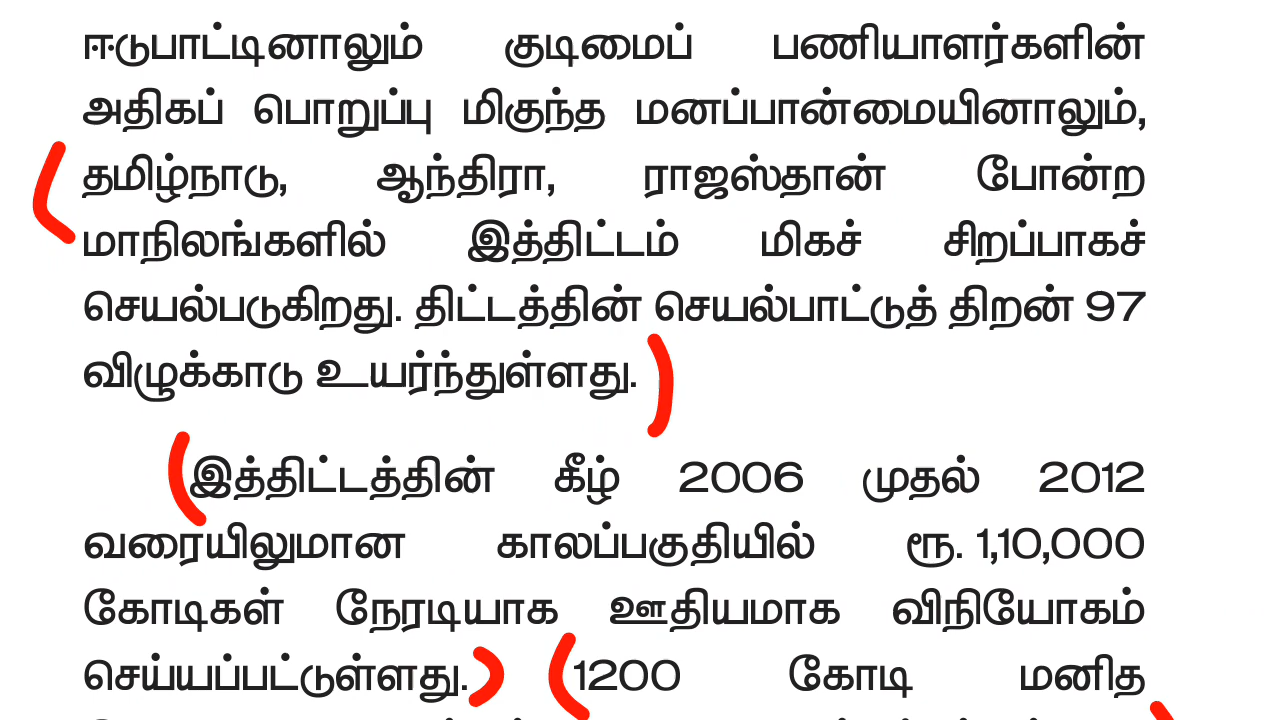 ஈடுபாட்டினாலும் குடிமைப் பணியாளர்களின்
அதிகப் பொறுப்பு மிகுந்த மனப்பான்மையினாலும்,
தமிழ்நாடு, ஆந்திரா, ராஜஸ்தான் போன்ற
மாநிலங்களில் இத்திட்டம் மிகச் சிறப்பாகச்
செயல்படுகிறது. திட்டத்தின் செயல்பாட்டுத் திறன் 97
விழுக்காடு உயர்ந்துள்ளது.
இத்திட்டத்தின் கீழ் 2006 முதல் 2012
வரையிலுமான காலப்பகுதியில் ரூ. 1,10,000
கோடிகள் நேரடியாக ஊதியமாக விநியோகம்
செய்யப்பட்டுள்ளது. 1200 கோடி மனித